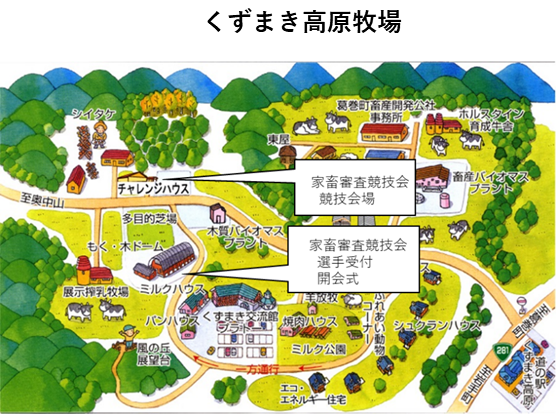 くずまき高原牧場
シイタケ
葛巻町畜産開発公社
事務所
ホルスタイン
育成牛舎
東屋
チャレンジハウス
家畜審査競技会
競技会場
畜産バイオマス
プラント
至奥中山
多目的芝場
木質バイオマス
プラント
もく・木ドーム
家畜審査競技会
選手受付
開会式
展示搾乳牧場
ミルクハウス
羊放牧
ふれあい動物
コーナー
パンハウス
くずまき交流館
プラトー
焼肉ハウス
シュクランハウス
ミルク公園
風の丘
展望台
一方通行
エコ・
エネルギー住宅
281
道の駅
くずまき高原
至岩手町